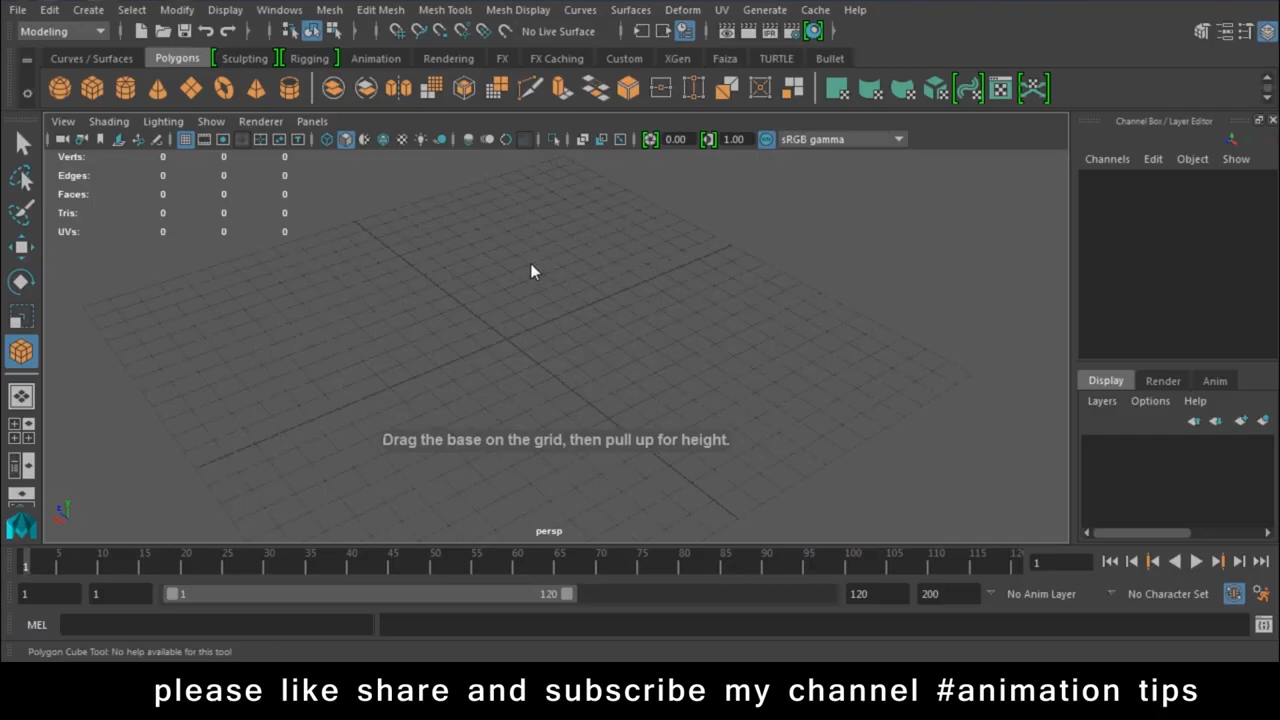 File Edit Create Select Modify Display Windows Mesh Edit Mesh Mesh Tools Mesh Display Curves Surfaces Deform UV Generate Cache Help
Modeling No Live Surface
Curves / Surfaces Polygons Sculpting Rigging Animation Rendering FX FX Caching Custom XGen Faiza TURTLE Bullet
View Shading Lighting Show Renderer Panels
0.00 1.00 sRGB gamma
Verts: 0 0 0
Edges: 0 0 0
Faces: 0 0 0
Tris: 0 0 0
UVs: 0 0 0
Channel Box / Layer Editor
Channels Edit Object Show
Display Render Anim
Layers Options Help
Drag the base on the grid, then pull up for height.
persp
5 10 15 20 25 30 35 40 45 50 55 60 65 70 75 80 85 90 95 100 105 110 115 12
1 1
1 1 1 120 120 200 No Anim Layer No Character Set
MEL
Polygon Cube Tool: No help available for this tool
please like share and subscribe my channel #animation tips